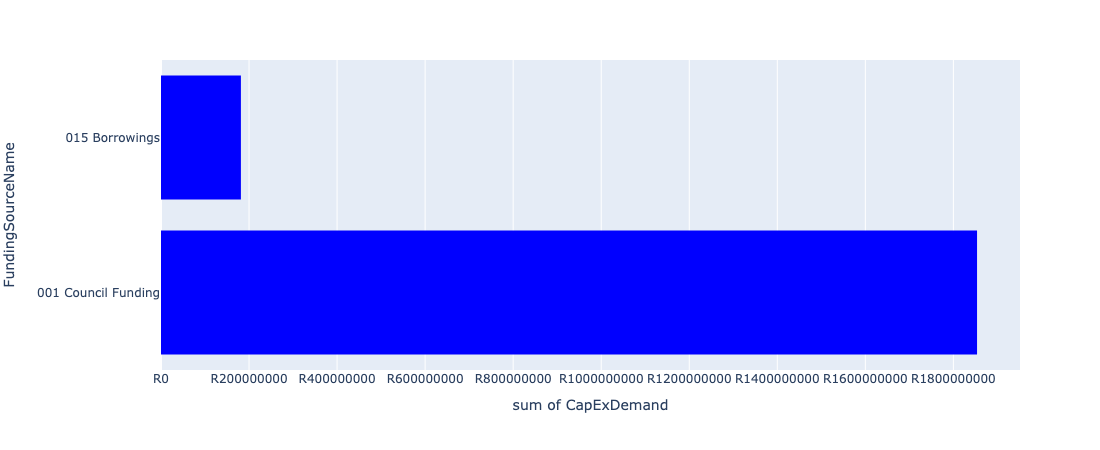 FundingSourceName
015 Borrowings
001 Council Funding
R0
R200000000
R400000000
R600000000
R800000000
R1000000000
R1200000000
R1400000000
R1600000000
R1800000000
sum of CapExDemand